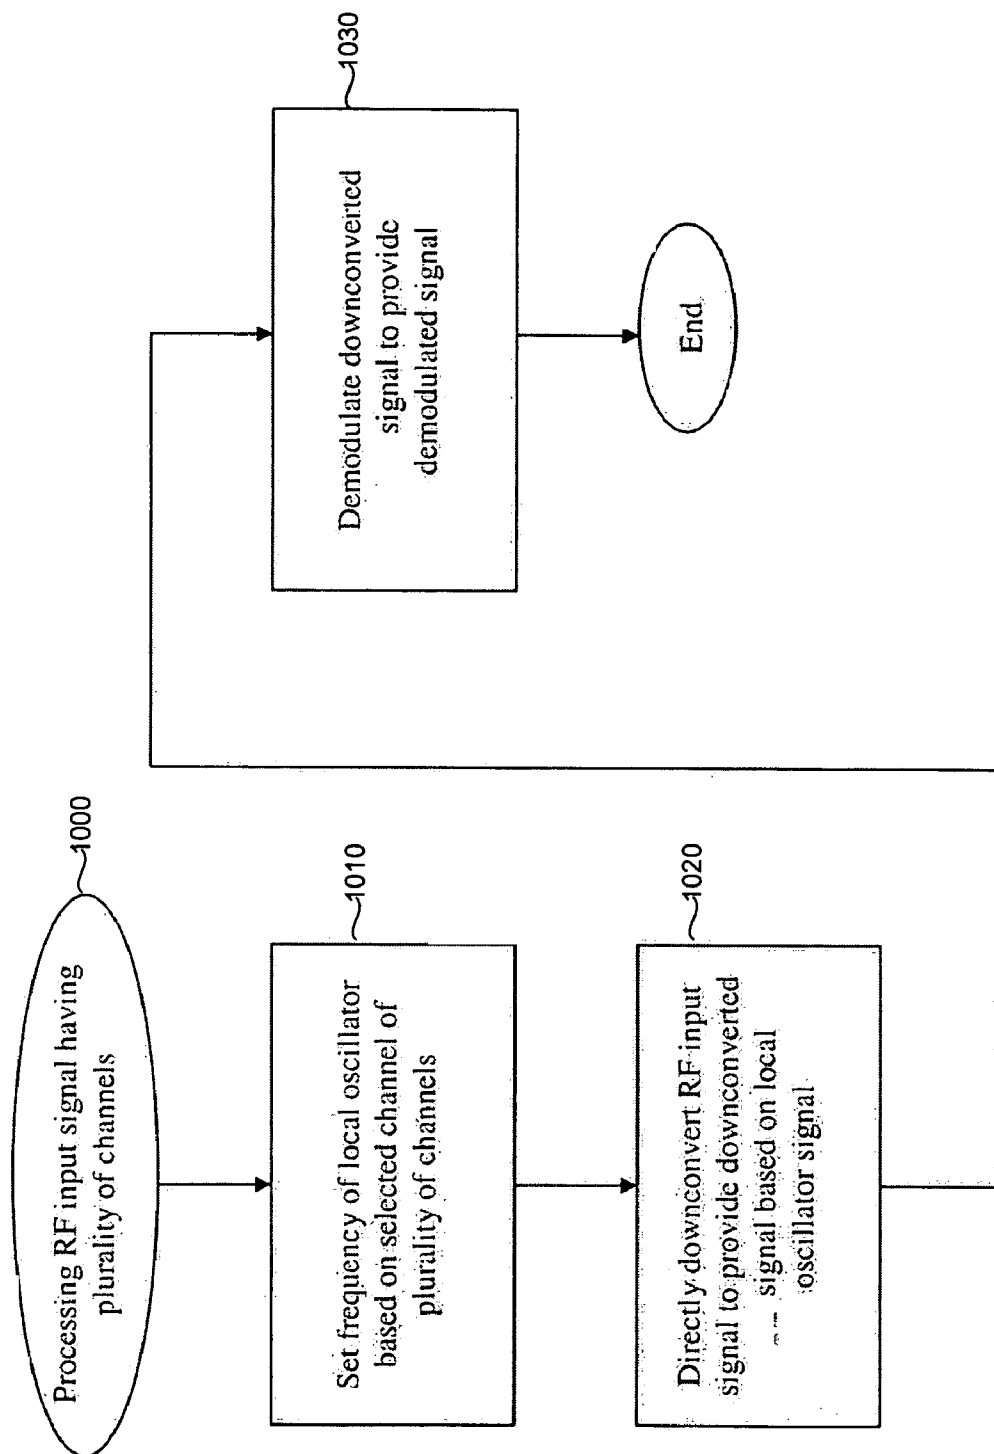 Processing RF input signal having
plurality of channels
1000
Set frequency of local oscillator
based on selected channel of
plurality of channels
1010
Directly downconvert RF input
signal to provide downconverted
signal based on local
oscillator signal
1020
Demodulate downconverted
signal to provide
demodulated signal
1030
End